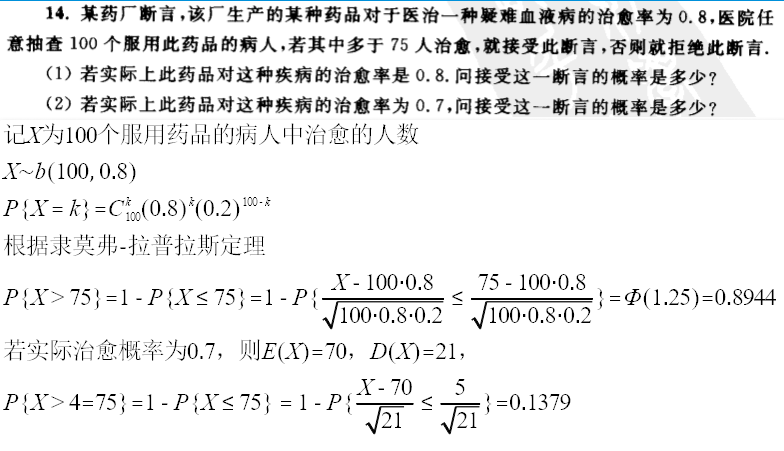 14. 某药厂断言,该厂生产的某种药品对于医治一种疑难血液病的治愈率为 0.8,医院任
意抽查 100 个服用此药品的病人,若其中多于 75 人治愈,就接受此断言,否则就拒绝此断言.
(1) 若实际上此药品对这种疾病的治愈率是 0.8.问接受这一断言的概率是多少?
(2) 若实际上此药品对这种疾病的治愈率为 0.7,问接受这一断言的概率是多少?
记X为100个服用药品的病人中治愈的人数
X~b(100, 0.8)
P{X = k} = C_{100}^{k}(0.8)^{k}(0.2)^{100-k}
根据隶莫弗-拉普拉斯定理
P{X > 75} = 1 - P{X ≤ 75} = 1 - P{\frac{X - 100·0.8}{\sqrt{100·0.8·0.2}} ≤ \frac{75 - 100·0.8}{\sqrt{100·0.8·0.2}}} = Φ(1.25) = 0.8944
若实际治愈概率为0.7，则E(X)=70，D(X)=21，
P{X > 4=75} = 1 - P{X ≤ 75} = 1 - P{\frac{X - 70}{\sqrt{21}} ≤ \frac{5}{\sqrt{21}}} = 0.1379